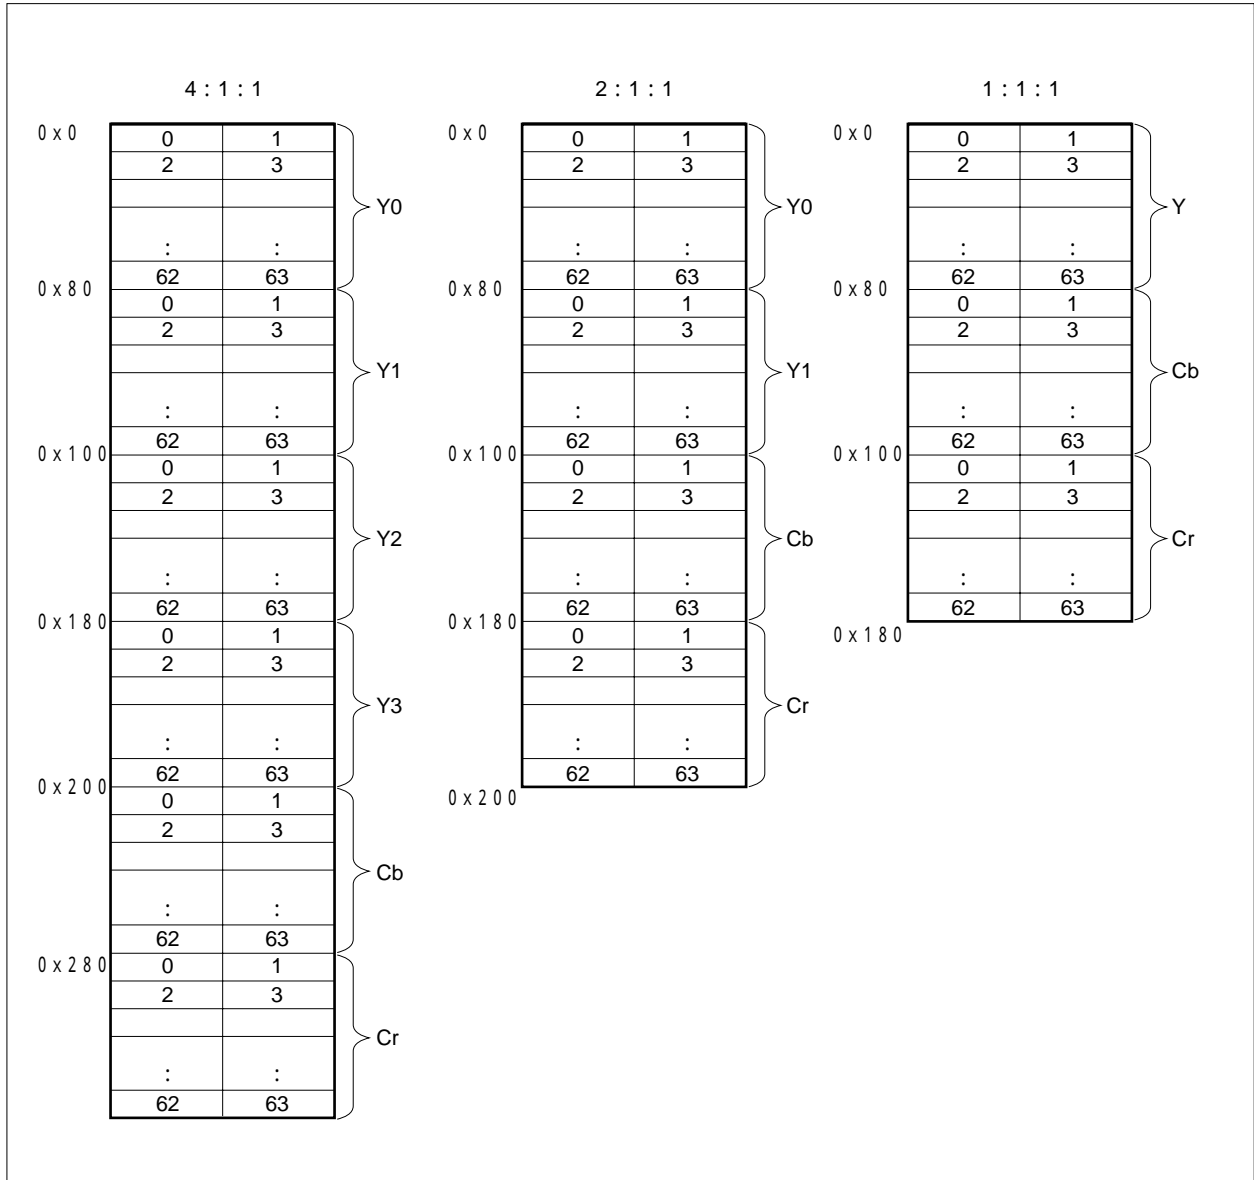 4 : 1 : 1 2 : 1 : 1 1 : 1 : 1
0x0 0 1 0x0 0 1 0x0 0 1
2 3 2 3 2 3
Y0 Y0 Y
: : : : : :
62 63 62 63 62 63
0x80 0 1 0x80 0 1 0x80 0 1
2 3 2 3 2 3
Y1 Y1 Cb
: : : : : :
62 63 62 63 62 63
0x100 0 1 0x100 0 1 0x100 0 1
2 3 2 3 2 3
Y2 Cb Cr
: : : : : :
62 63 62 63 62 63
0x180 0 1 0x180 0 1 0x180
2 3 2 3
Y3 Cr
: : : :
62 63 62 63
0x200 0 1 0x200
2 3
Cb
: :
62 63
0x280 0 1
2 3
Cr
: :
62 63